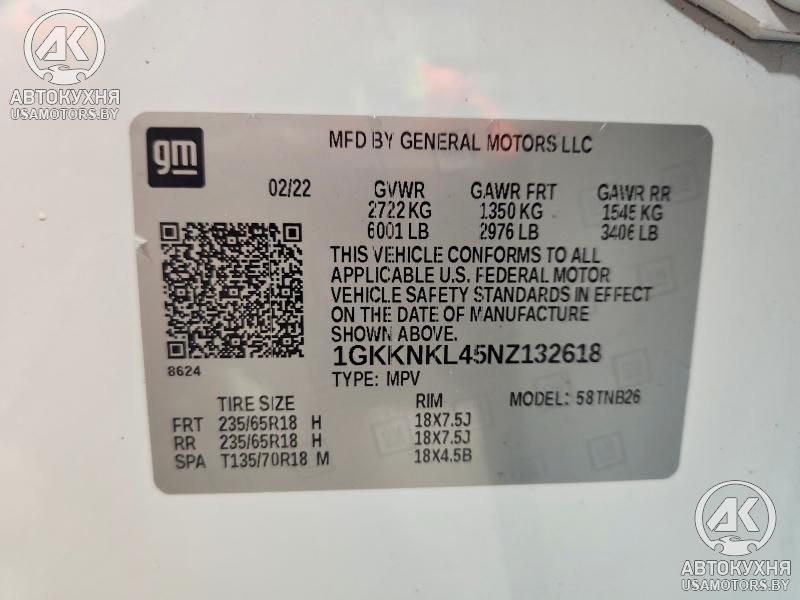 AK
АВТОКУХНЯ
USAMOTORS.BY
gm
MFD BY GENERAL MOTORS LLC
02/22 GVWR GAWR FRT GAWR RR
2722 KG 1350 KG 1545 KG
6001 LB 2976 LB 3406 LB
THIS VEHICLE CONFORMS TO ALL
APPLICABLE U.S. FEDERAL MOTOR
VEHICLE SAFETY STANDARDS IN EFFECT
ON THE DATE OF MANUFACTURE
SHOWN ABOVE.
8624
1GKKNKL45NZ132618
TYPE: MPV
MODEL: 58TNB26
TIRE SIZE RIM
FRT 235/65R18 H 18X7.5J
RR 235/65R18 H 18X7.5J
SPA T135/70R18 M 18X4.5B
AK
АВТОКУХНЯ
USAMOTORS.BY